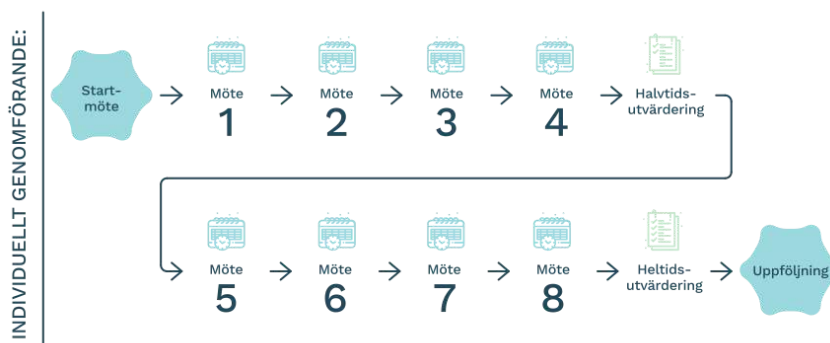 INDIVIDUELLT GENOMFÖRANDE:
Start-
möte
Möte
1
Möte
2
Möte
3
Möte
4
Halvtids-
utvärdering
Möte
5
Möte
6
Möte
7
Möte
8
Heltids-
utvärdering
Uppföljning